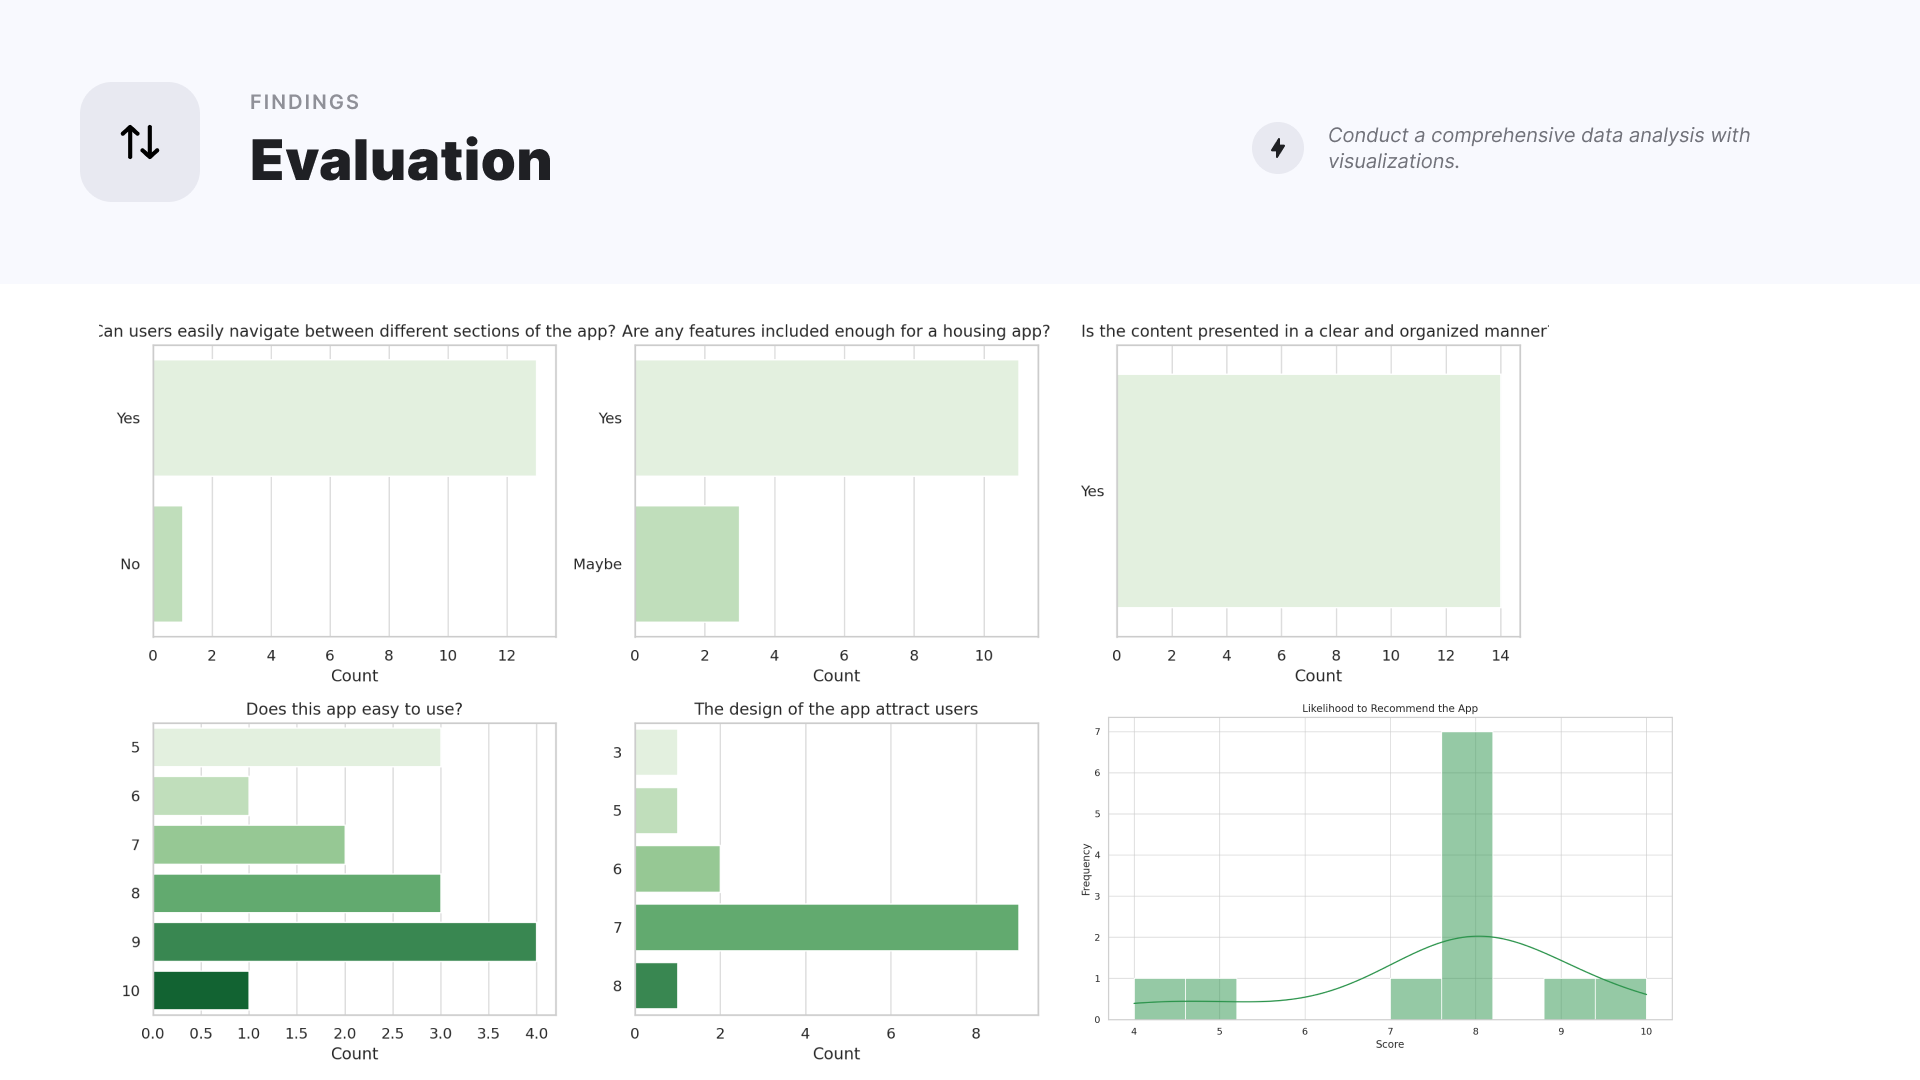 FINDINGS
Evaluation
Conduct a comprehensive data analysis with
visualizations.
Can users easily navigate between different sections of the app?
Yes
No
0 2 4 6 8 10 12
Count
Are any features included enough for a housing app?
Yes
Maybe
0 2 4 6 8 10
Count
Is the content presented in a clear and organized manner
Yes
0 2 4 6 8 10 12 14
Count
Does this app easy to use?
5
6
7
8
9
10
0.0 0.5 1.0 1.5 2.0 2.5 3.0 3.5 4.0
Count
The design of the app attract users
3
5
6
7
8
0 2 4 6 8
Count
Likelihood to Recommend the App
Frequency
7
6
5
4
3
2
1
0
4 5 6 7 8 9 10
Score